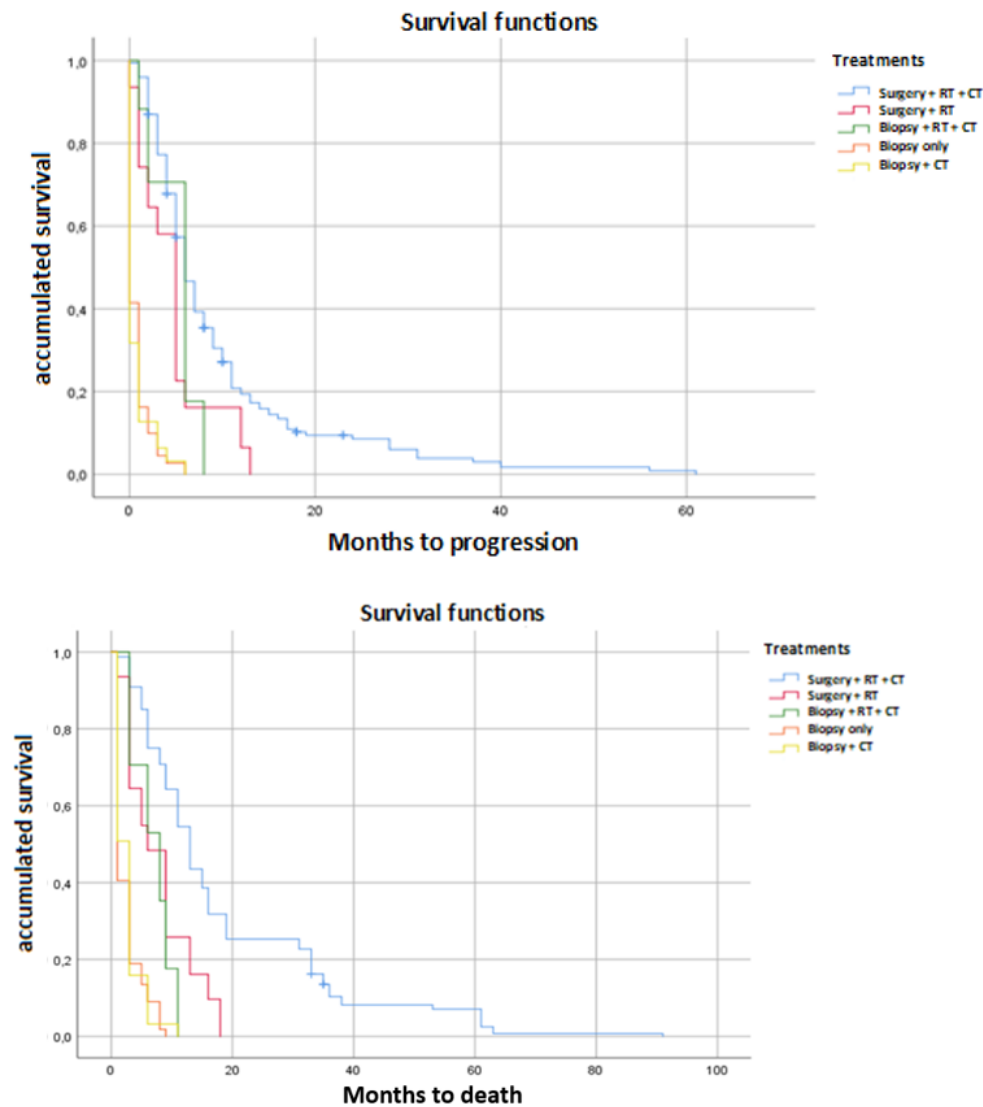 Survival functions
accumulated survival
1,0
0,8
0,6
0,4
0,2
0,0
0
20
40
60
Months to progression
Treatments
Surgery + RT + CT
Surgery + RT
Biopsy + RT + CT
Biopsy only
Biopsy + CT
Survival functions
accumulated survival
1,0
0,8
0,6
0,4
0,2
0,0
0
20
40
60
80
100
Months to death
Treatments
Surgery + RT + CT
Surgery + RT
Biopsy + RT + CT
Biopsy only
Biopsy + CT